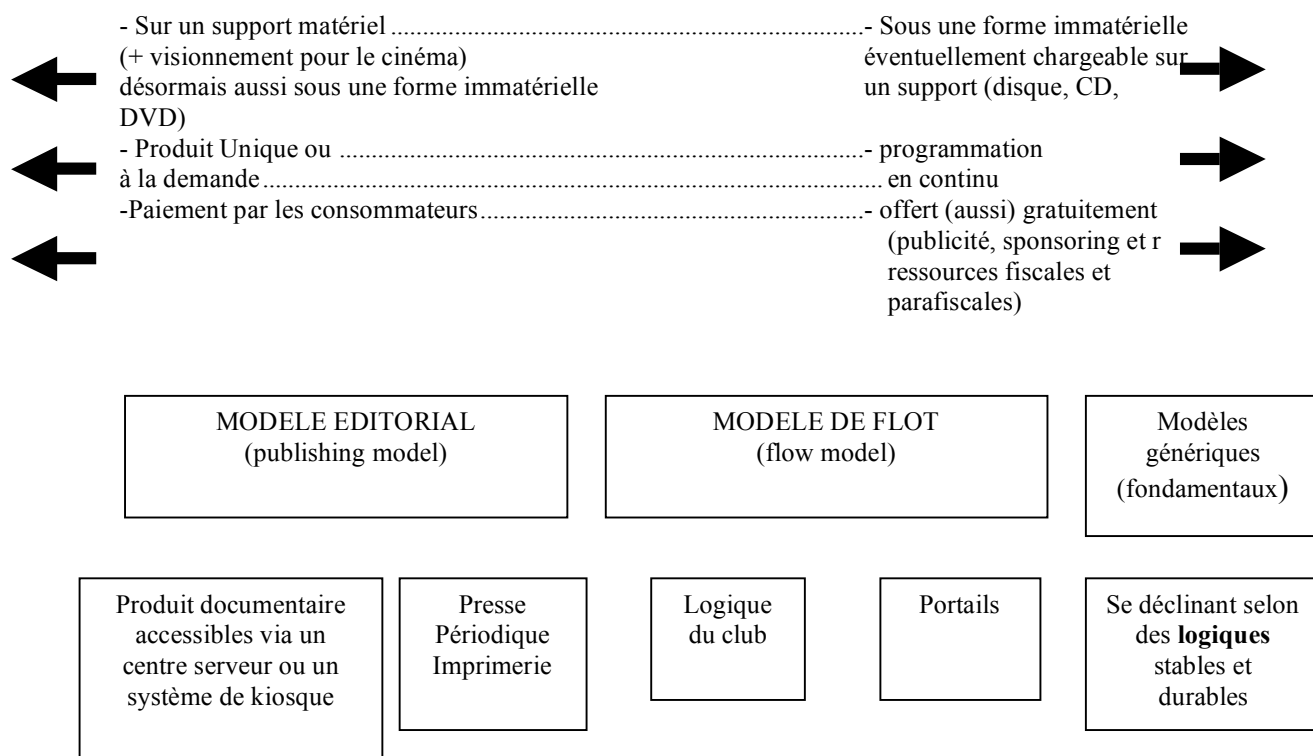 - Sur un support matériel ................................................................................- Sous une forme immatérielle
(+ visionnement pour le cinéma) éventuellement chargeable sur
désormais aussi sous une forme immatérielle un support (disque, CD,
DVD)
- Produit Unique ou ...........................................................................- programmation
à la demande......................................................................................... en continu
-Paiement par les consommateurs.......................................................- offert (aussi) gratuitement
(publicité, sponsoring et r
ressources fiscales et
parafiscales)
MODELE EDITORIAL
(publishing model)
MODELE DE FLOT
(flow model)
Modèles
génériques
(fondamentaux)
Produit documentaire
accessibles via un
centre serveur ou un
système de kiosque
Presse
Périodique
Imprimerie
Logique
du club
Portails
Se déclinant selon
des logiques
stables et
durables